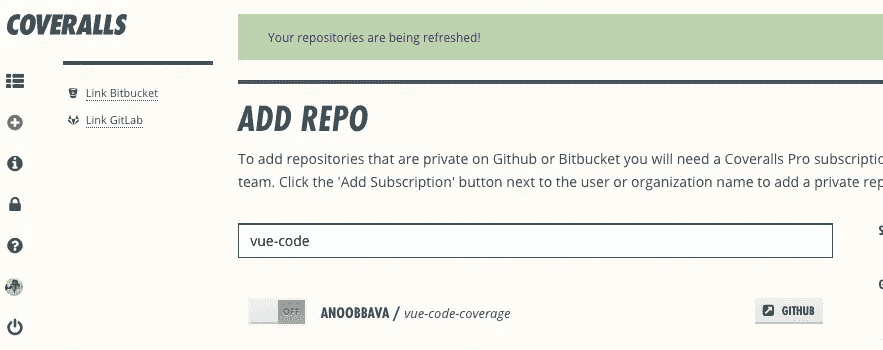 COVERALLS
Your repositories are being refreshed!
Link Bitbucket
Link GitLab
ADD REPO
To add repositories that are private on Github or Bitbucket you will need a Coveralls Pro
team. Click the 'Add Subscription' button next to the user or organization name to add a private
vue-code
OFF
ANOOBBAVA / vue-code-coverage
GITHUB